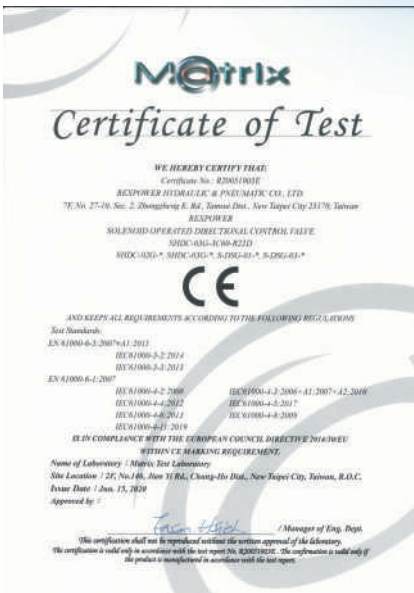 Matrix
Certificate of Test
WE HEREBY CERTIFY THAT:
Certificate No.: R20051903E
REXPOWER HYDRAULIC & PNEUMATIC CO., LTD
7F, No. 27-10, Sec. 2, Zhongzheng E. Rd., Tamsui Dist., New Taipei City 25170, Taiwan
REXPOWER
SOLENOID OPERATED DIRECTIONAL CONTROL VALVE
SHDC-03G-3C60-R22D
SHDC-02G-*, SHDC-03G-*, S-DSG-01-*, S-DSG-03-*
CE
AND KEEPS ALL REQUIREMENTS ACCORDING TO THE FOLLOWING REGULATIONS
Test Standards:
EN 61000-6-3:2007+A1:2011
IEC61000-3-2:2014
IEC61000-3-3:2013
EN 61000-6-1:2007
IEC61000-4-2:2008 IEC61000-4-3:2006+A1:2007+A2:2010
IEC61000-4-4:2012 IEC61000-4-5:2017
IEC61000-4-6:2013 IEC61000-4-8:2009
IEC61000-4-11:2019
IS IN COMPLIANCE WITH THE EUROPEAN COUNCIL DIRECTIVE 2014/30/EU
WITHIN CE MARKING REQUIREMENT.
Name of Laboratory : Matrix Test Laboratory
Site Location : 2F, No.146, Jian Yi Rd., Chung-Ho Dist., New Taipei City, Taiwan, R.O.C.
Issue Date : Jun. 15, 2020
Approved by :
/ Manager of Eng. Dept.
This certification shall not be reproduced without the written approval of the laboratory.
The certification is valid only in accordance with the test report No. R20051903E. The confirmation is valid only if
the product is manufactured in accordance with the test report.